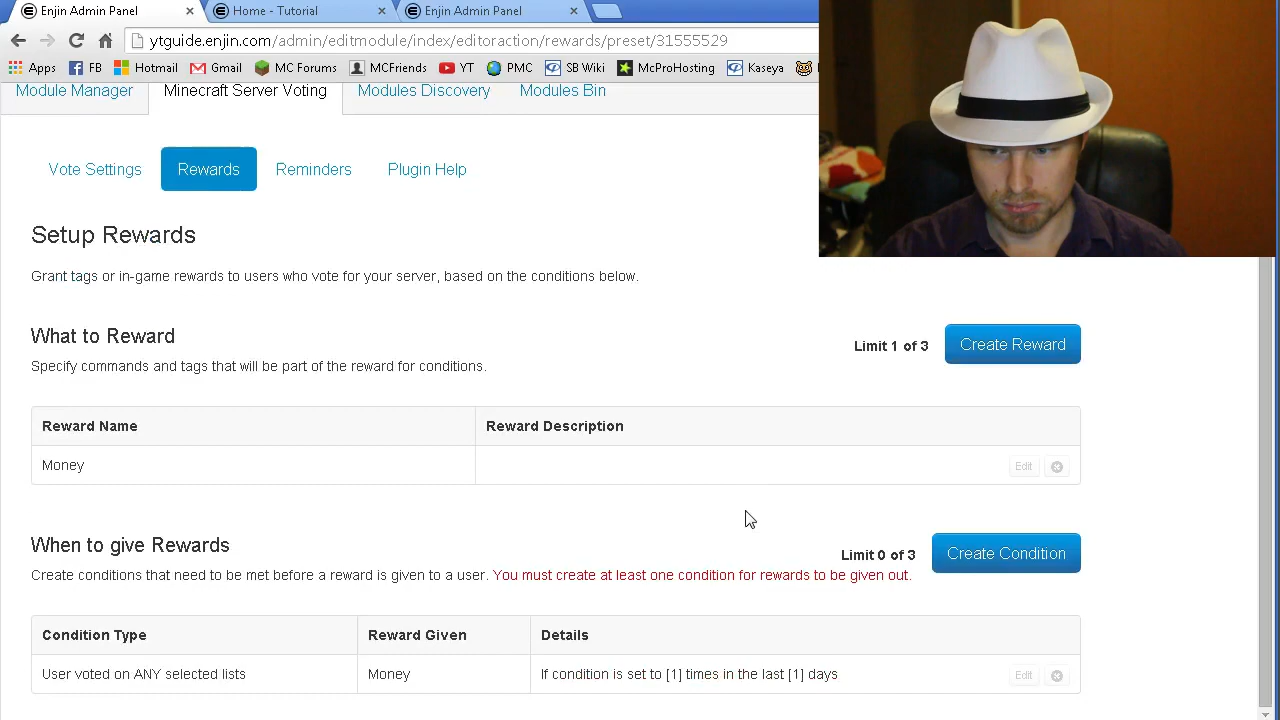 Enjin Admin Panel × Home - Tutorial × Enjin Admin Panel ×
ytguide.enjin.com/admin/editmodule/index/editoraction/rewards/preset/31555529
Apps FB Hotmail Gmail MC Forums MCFriends YT PMC SB Wiki McProHosting Kaseya
Module Manager Minecraft Server Voting Modules Discovery Modules Bin
Vote Settings Rewards Reminders Plugin Help
Setup Rewards
Grant tags or in-game rewards to users who vote for your server, based on the conditions below.
What to Reward
Limit 1 of 3 Create Reward
Specify commands and tags that will be part of the reward for conditions.
Reward Name Reward Description
Money Edit
When to give Rewards
Limit 0 of 3 Create Condition
Create conditions that need to be met before a reward is given to a user. You must create at least one condition for rewards to be given out.
Condition Type Reward Given Details
User voted on ANY selected lists Money If condition is set to [1] times in the last [1] days Edit